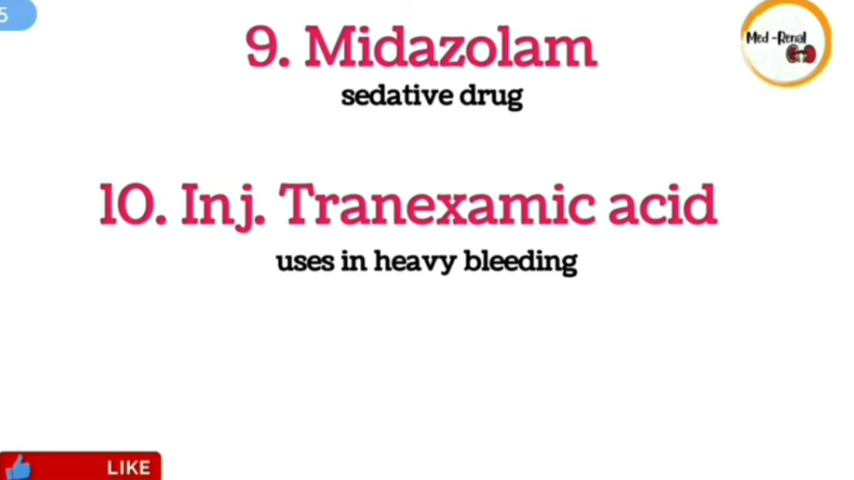 5
9. Midazolam
Med-Renal
sedative drug
10. Inj. Tranexamic acid
uses in heavy bleeding
LIKE